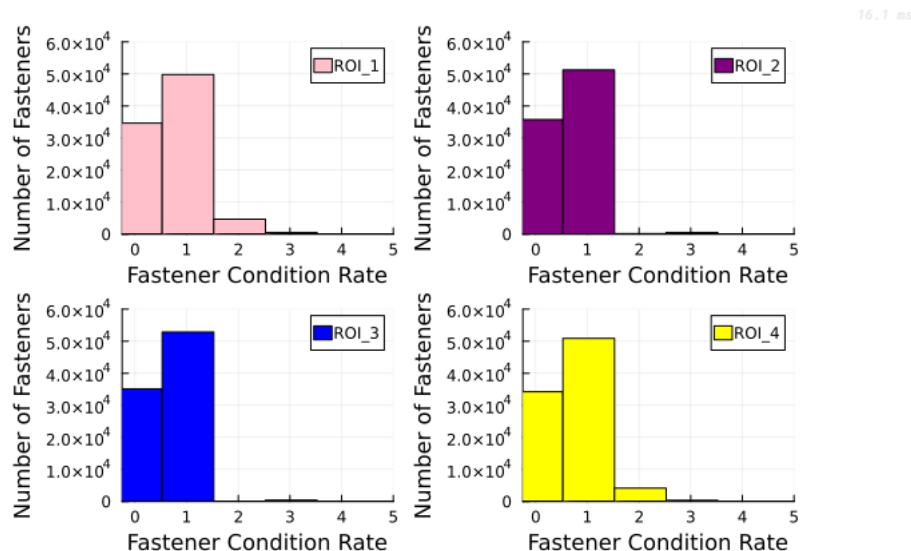 16.1 ms
6.0×10⁴
5.0×10⁴
4.0×10⁴
3.0×10⁴
2.0×10⁴
1.0×10⁴
0
Number of Fasteners
ROI_1
0 1 2 3 4 5
Fastener Condition Rate
6.0×10⁴
5.0×10⁴
4.0×10⁴
3.0×10⁴
2.0×10⁴
1.0×10⁴
0
Number of Fasteners
ROI_2
0 1 2 3 4 5
Fastener Condition Rate
6.0×10⁴
5.0×10⁴
4.0×10⁴
3.0×10⁴
2.0×10⁴
1.0×10⁴
0
Number of Fasteners
ROI_3
0 1 2 3 4 5
Fastener Condition Rate
6.0×10⁴
5.0×10⁴
4.0×10⁴
3.0×10⁴
2.0×10⁴
1.0×10⁴
0
Number of Fasteners
ROI_4
0 1 2 3 4 5
Fastener Condition Rate